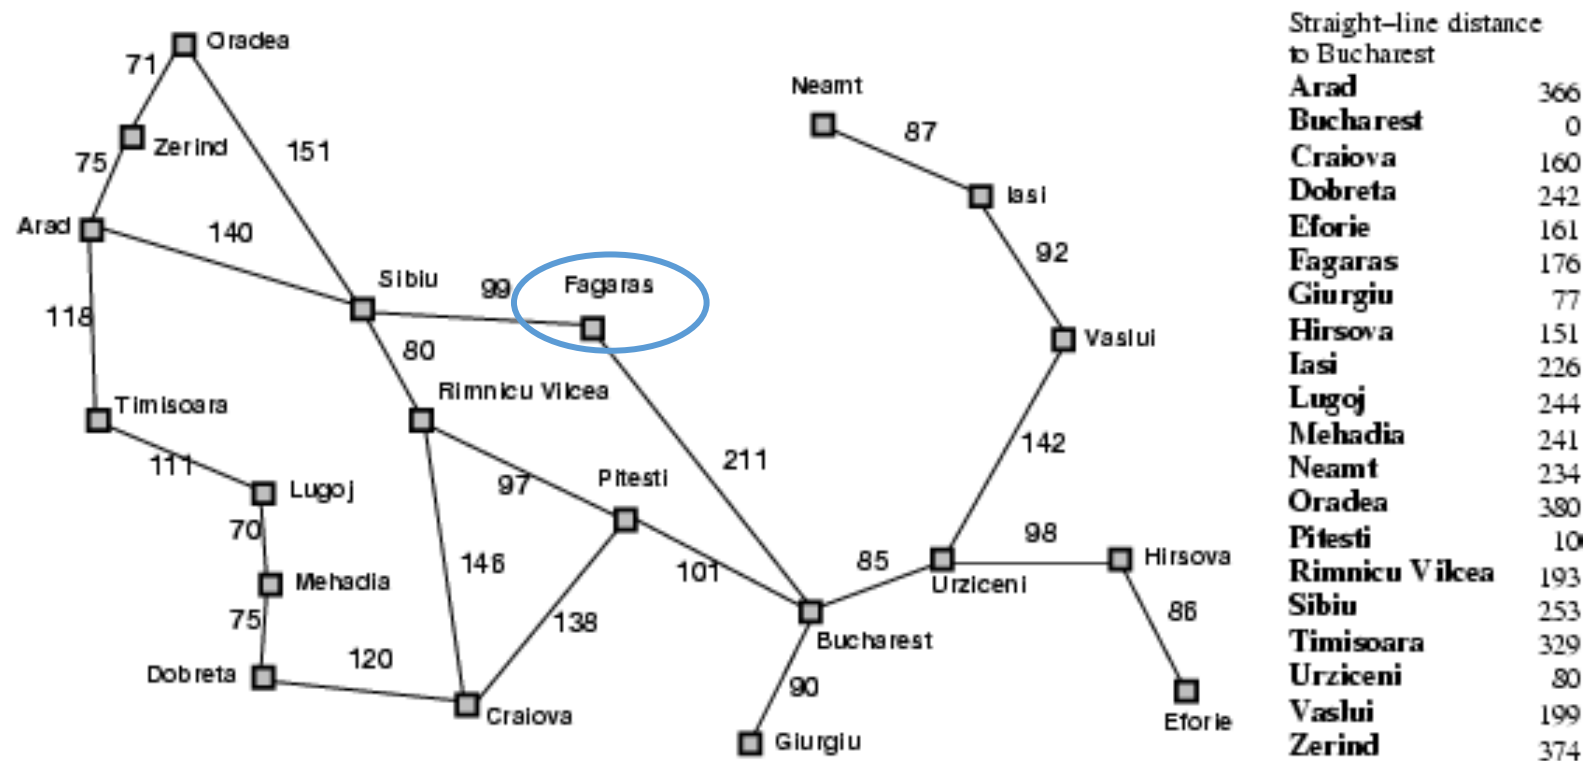 Oradea
71
Neamt
87
Zerind
151
75
Iasi
Arad
140
92
Sibiu
99
Fagaras
118
80
Vaslui
Rimnicu Vilcea
Timisoara
142
211
111
97
Pitesti
Lugoj
70
98
Hirsova
146
101
85
Urziceni
Mehadia
75
138
86
Bucharest
120
Dobreta
90
Craiova
Eforie
Giurgiu
Straight–line distance
to Bucharest
Arad 366
Bucharest 0
Craiova 160
Dobreta 242
Eforie 161
Fagaras 176
Giurgiu 77
Hirsova 151
Iasi 226
Lugoj 244
Mehadia 241
Neamt 234
Oradea 380
Pitesti
Rimnicu Vilcea 193
Sibiu 253
Timisoara 329
Urziceni 80
Vaslui 199
Zerind 374